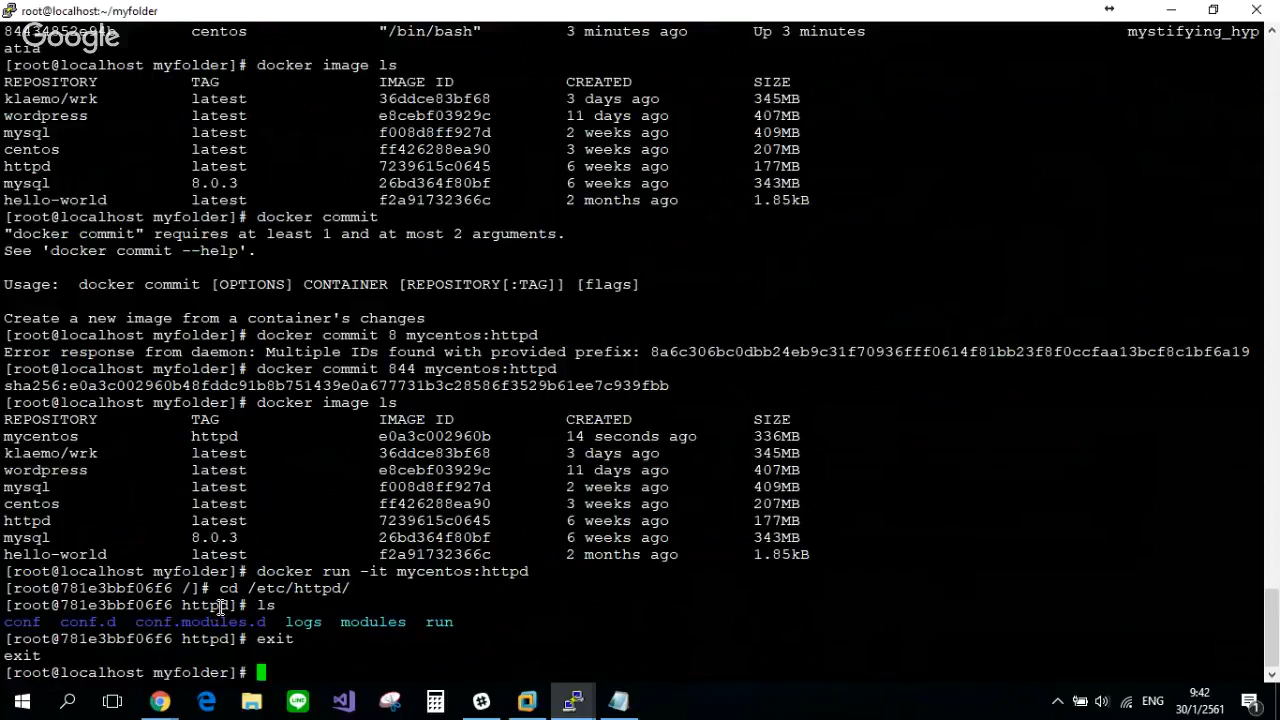 root@localhost:~/myfolder
Google
centos "/bin/bash" 3 minutes ago Up 3 minutes mystifying_hyp
atia
[root@localhost myfolder]# docker image ls
REPOSITORY TAG IMAGE ID CREATED SIZE
klaemo/wrk latest 36ddce83bf68 3 days ago 345MB
wordpress latest e8cebf03929c 11 days ago 407MB
mysql latest f008d8ff927d 2 weeks ago 409MB
centos latest ff426288ea90 3 weeks ago 207MB
httpd latest 7239615c0645 6 weeks ago 177MB
mysql 8.0.3 26bd364f80bf 6 weeks ago 343MB
hello-world latest f2a91732366c 2 months ago 1.85kB
[root@localhost myfolder]# docker commit
"docker commit" requires at least 1 and at most 2 arguments.
See 'docker commit --help'.
Usage:  docker commit [OPTIONS] CONTAINER [REPOSITORY[:TAG]] [flags]
Create a new image from a container's changes
[root@localhost myfolder]# docker commit 8 mycentos:httpd
Error response from daemon: Multiple IDs found with provided prefix: 8a6c306bc0dbb24eb9c31f70936fff0614f81bb23f8f0ccfaa13bcf8c1bf6a19
[root@localhost myfolder]# docker commit 844 mycentos:httpd
sha256:e0a3c002960b48fddc91b8b751439e0a677731b3c28586f3529b61ee7c939fbb
[root@localhost myfolder]# docker image ls
REPOSITORY TAG IMAGE ID CREATED SIZE
mycentos httpd e0a3c002960b 14 seconds ago 336MB
klaemo/wrk latest 36ddce83bf68 3 days ago 345MB
wordpress latest e8cebf03929c 11 days ago 407MB
mysql latest f008d8ff927d 2 weeks ago 409MB
centos latest ff426288ea90 3 weeks ago 207MB
httpd latest 7239615c0645 6 weeks ago 177MB
mysql 8.0.3 26bd364f80bf 6 weeks ago 343MB
hello-world latest f2a91732366c 2 months ago 1.85kB
[root@localhost myfolder]# docker run -it mycentos:httpd
[root@781e3bbf06f6 /]# cd /etc/httpd/
[root@781e3bbf06f6 httpd]# ls
conf conf.d conf.modules.d logs modules run
[root@781e3bbf06f6 httpd]# exit
exit
[root@localhost myfolder]#
ENG
9:42
30/1/2561